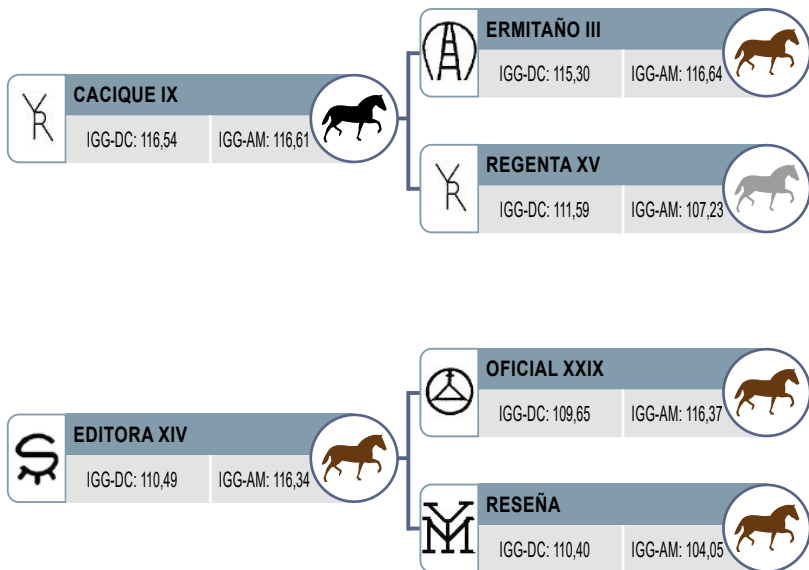 CACIQUE IX
IGG-DC: 116,54 IGG-AM: 116,61
ERMITAÑO III
IGG-DC: 115,30 IGG-AM: 116,64
REGENTA XV
IGG-DC: 111,59 IGG-AM: 107,23
EDITORA XIV
IGG-DC: 110,49 IGG-AM: 116,34
OFICIAL XXIX
IGG-DC: 109,65 IGG-AM: 116,37
RESEÑA
IGG-DC: 110,40 IGG-AM: 104,05